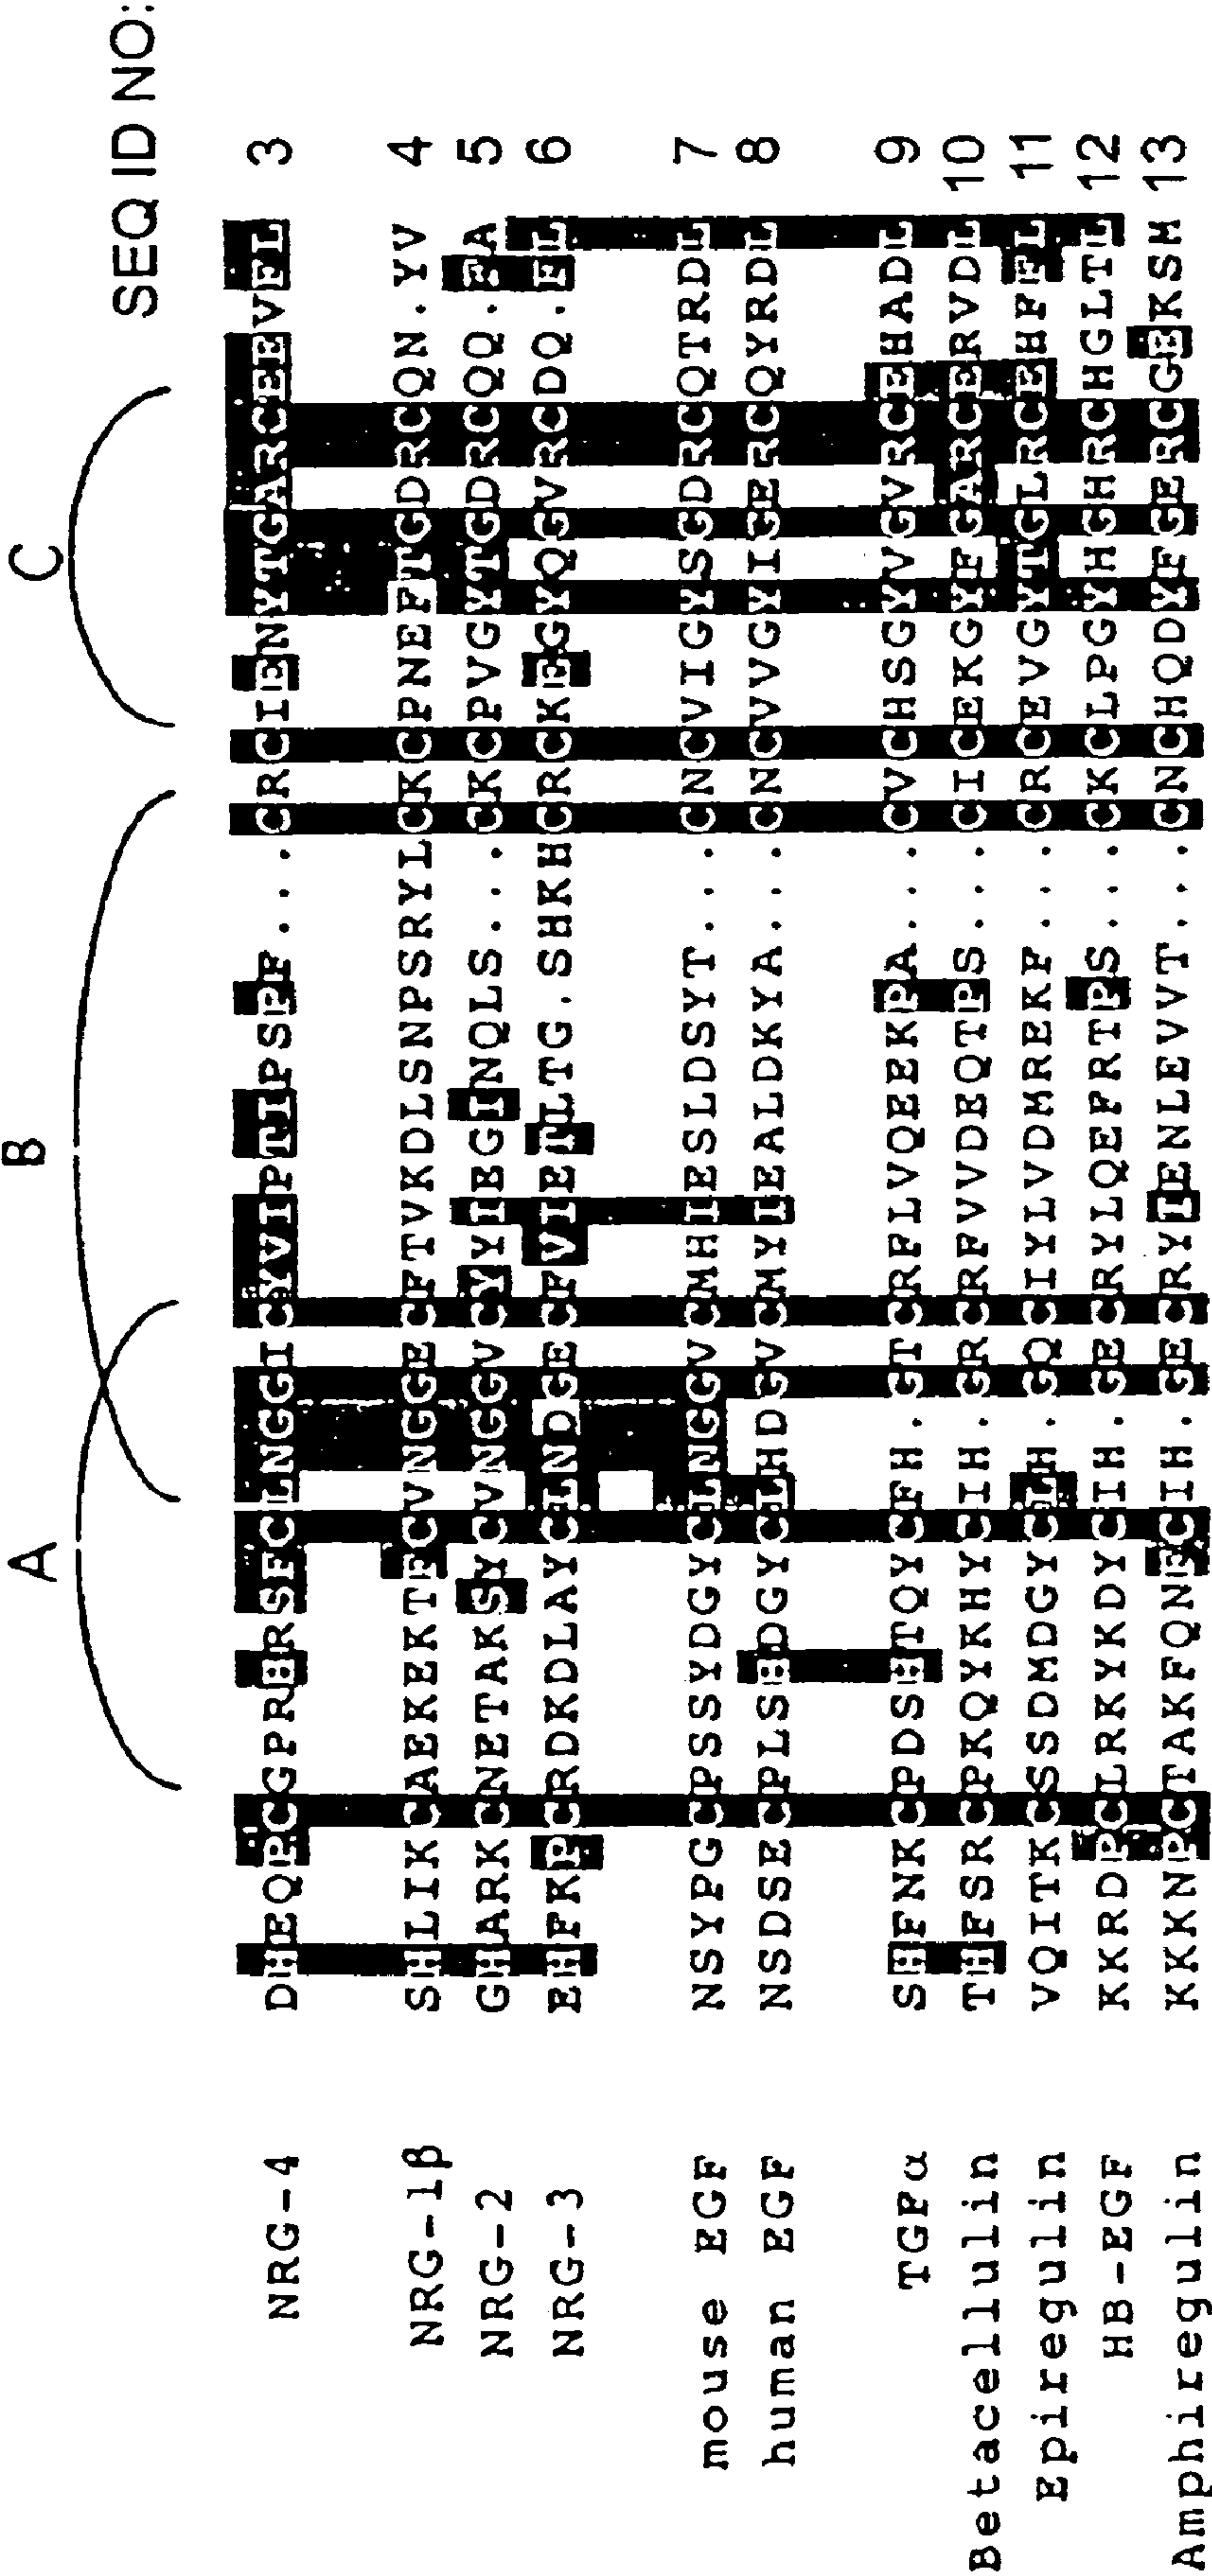 A B C
SEQ ID NO:
NRG-4 DHEQPCGPRHRSFCLNGGICYVIPTIPSPF...CRCIENYTGARCEEVFL 3
NRG-1β SHLIKCAEKEKTFCVNGGECFTVKDLSNPSRYLCKCPNEFTGDRCQN.YV 4
NRG-2 GHARKCNETAKSYCVNGGVCYYIEGINQLS...CKCPVGYTGDRCQQ.FA 5
NRG-3 EHFKPCRDKDLAYCLNDGECFVIETLTG.SHKHCRCKEGYQGVRCDQ.FL 6
mouse EGF NSYPGCPSSYDGYCLNGGVCMHIESLDSYT...CNCVIGYSGDRCQTRDL 7
human EGF NSDSECPLSHDGYCLHDGVCMYIEALDKYA...CNCVVGYIGERCQYRDL 8
TGFα SHFNKCPDSHTQYCFH.GTCRFLVQEEKPA...CVCHSGYVGVRCEHADL 9
Betacellulin THFSRCPKQYKHYCIH.GRCRFVVDEQTPS...CICEKGYFGARCERVDL 10
Epiregulin VQITKCSSDMDGYCLH.GQCIYLVDMREKF...CRCEVGYTGLRCEHFFL 11
HB-EGF KKRDPCLRKYKDYCIH.GECRYLQEFRTPS...CKCLPGYHGHRCHGLTL 12
Amphiregulin KKKNPCTAKFQNFCIH.GECRYIENLEVVT...CNCHQDYFGERCGEKSM 13